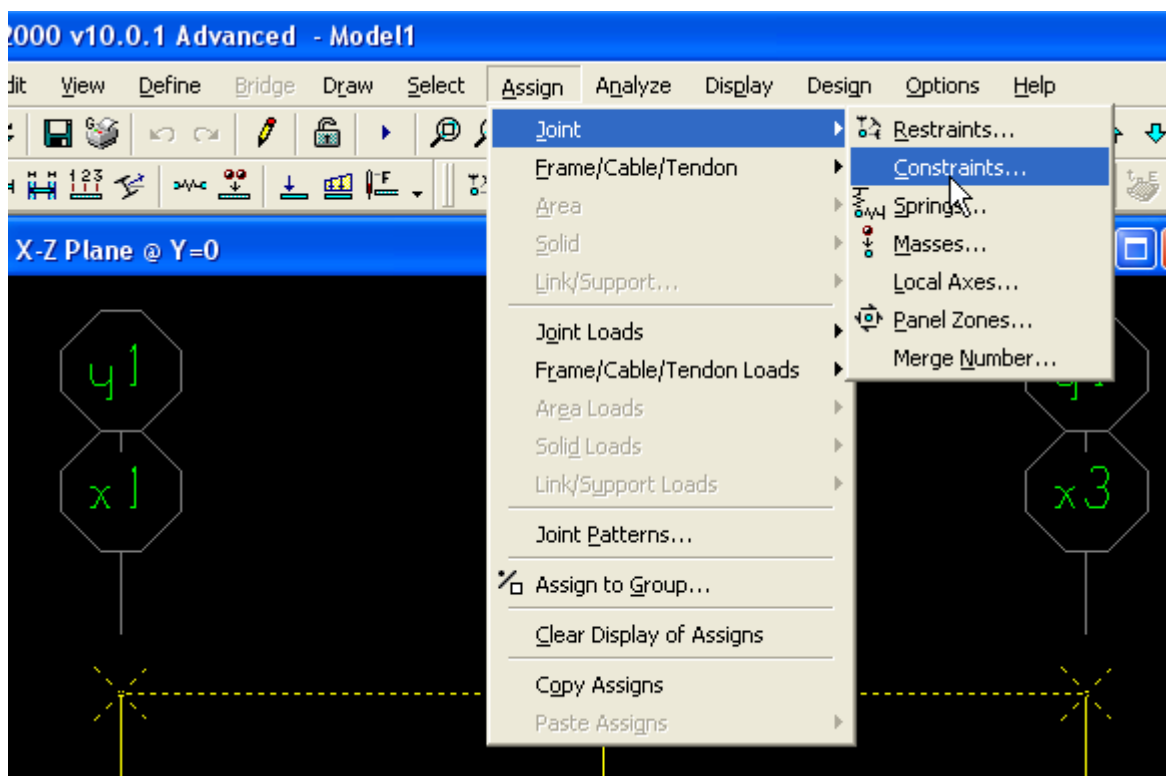 2000 v10.0.1 Advanced - Model1
dit View Define Bridge Draw Select Assign Analyze Display Design Options Help
Joint
Frame/Cable/Tendon
Area
Solid
Link/Support...
Joint Loads
Frame/Cable/Tendon Loads
Area Loads
Solid Loads
Link/Support Loads
Joint Patterns...
Assign to Group...
Clear Display of Assigns
Copy Assigns
Paste Assigns
Restraints...
Constraints...
Springs...
Masses...
Local Axes...
Panel Zones...
Merge Number...
X-Z Plane @ Y=0
y1
x1
x3